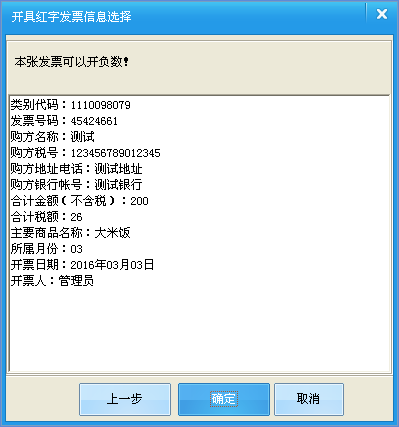 开具红字发票信息选择
本张发票可以开负数！
类别代码：1110098079
发票号码：45424661
购方名称：测试
购方税号：123456789012345
购方地址电话：测试地址
购方银行帐号：测试银行
合计金额（不含税）：200
合计税额：26
主要商品名称：大米饭
所属月份：03
开票日期：2016年03月03日
开票人：管理员
上一步 确定 取消